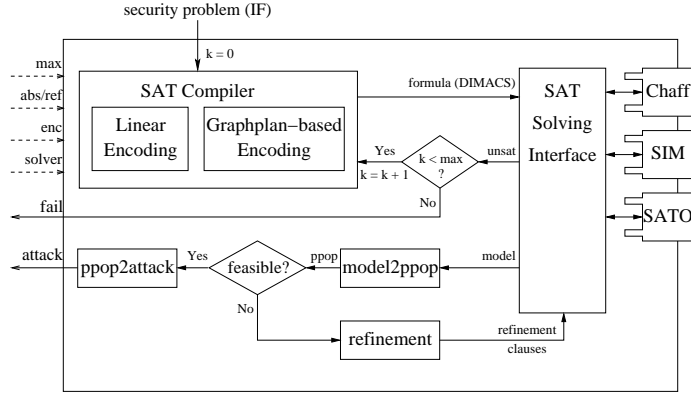 security problem (IF)
k = 0
max
abs/ref
enc
solver
SAT Compiler
Linear
Encoding
Graphplan−based
Encoding
formula (DIMACS)
SAT
Solving
Interface
Chaff
SIM
SATO
Yes
k = k + 1
k < max
?
unsat
No
fail
attack
ppop2attack
Yes
feasible?
ppop
model2ppop
model
No
refinement
refinement
clauses